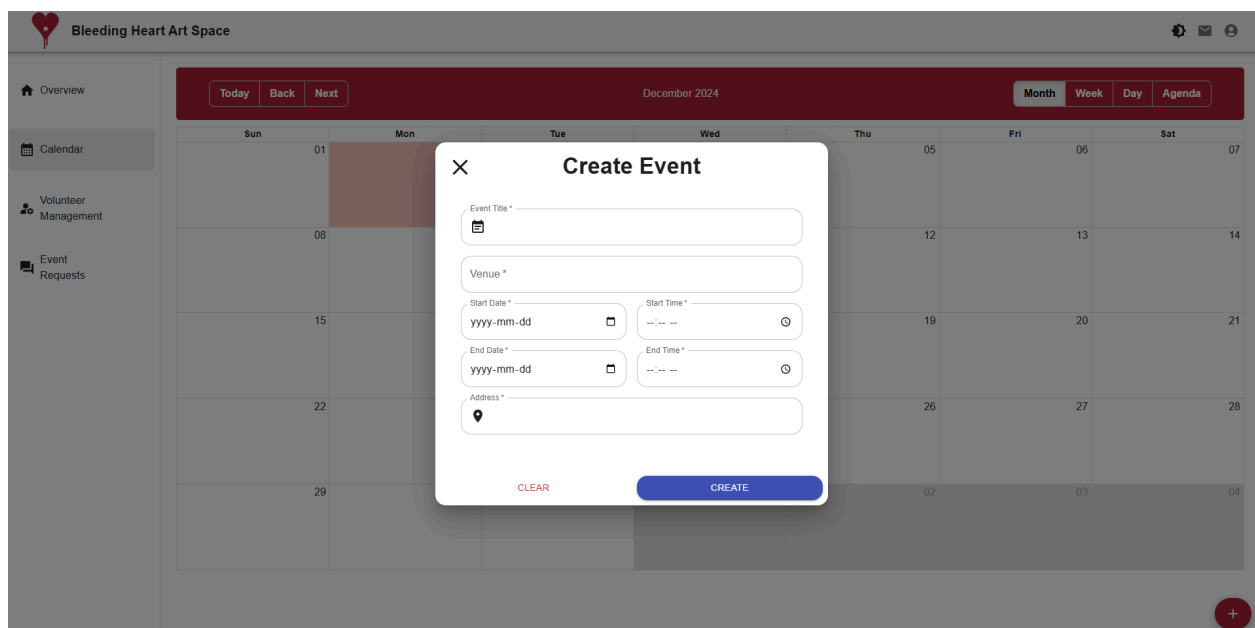 Bleeding Heart Art Space
Overview
Calendar
Volunteer
Management
Event
Requests
Today Back Next
December 2024
Month Week Day Agenda
Sun Mon Tue Wed Thu Fri Sat
01 05 06 07
08 12 13 14
15 19 20 21
22 26 27 28
29 02 03 04
Create Event
Event Title *
Venue *
Start Date * Start Time *
yyyy-mm-dd --:-- --
End Date * End Time *
yyyy-mm-dd --:-- --
Address *
CLEAR CREATE